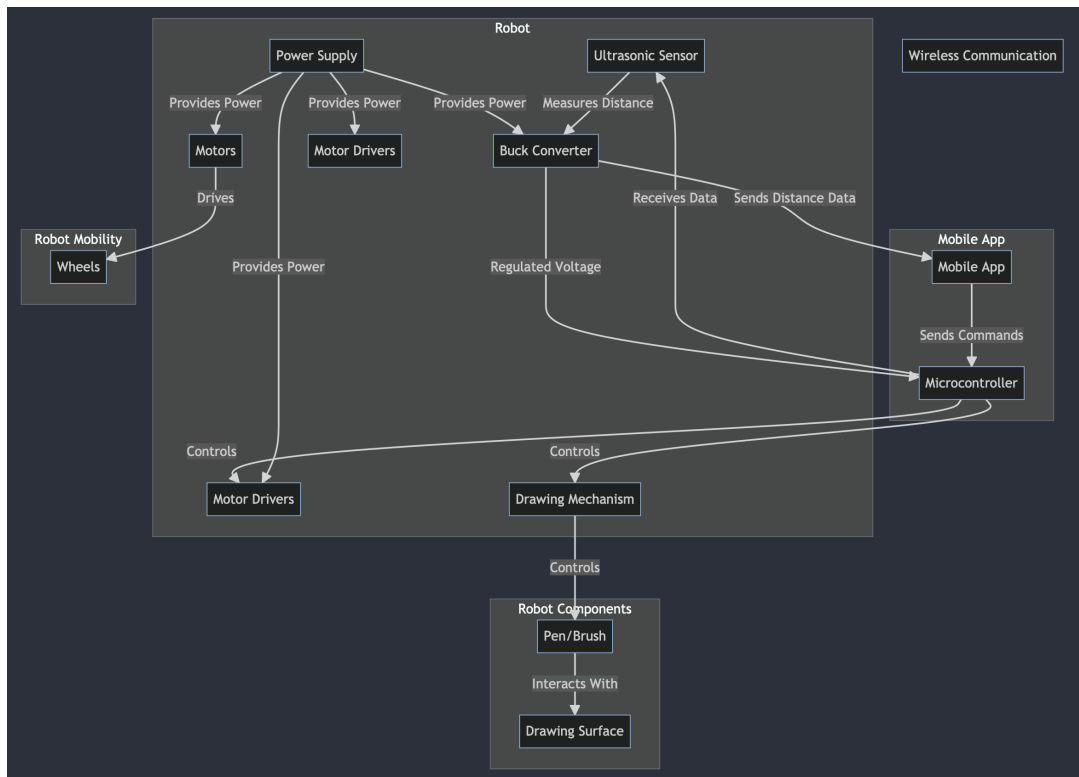 Robot
Power Supply
Ultrasonic Sensor
Wireless Communication
Provides Power
Provides Power
Provides Power
Measures Distance
Motors
Motor Drivers
Buck Converter
Drives
Receives Data
Sends Distance Data
Robot Mobility
Mobile App
Wheels
Provides Power
Regulated Voltage
Mobile App
Sends Commands
Microcontroller
Controls
Controls
Motor Drivers
Drawing Mechanism
Controls
Robot Components
Pen/Brush
Interacts With
Drawing Surface